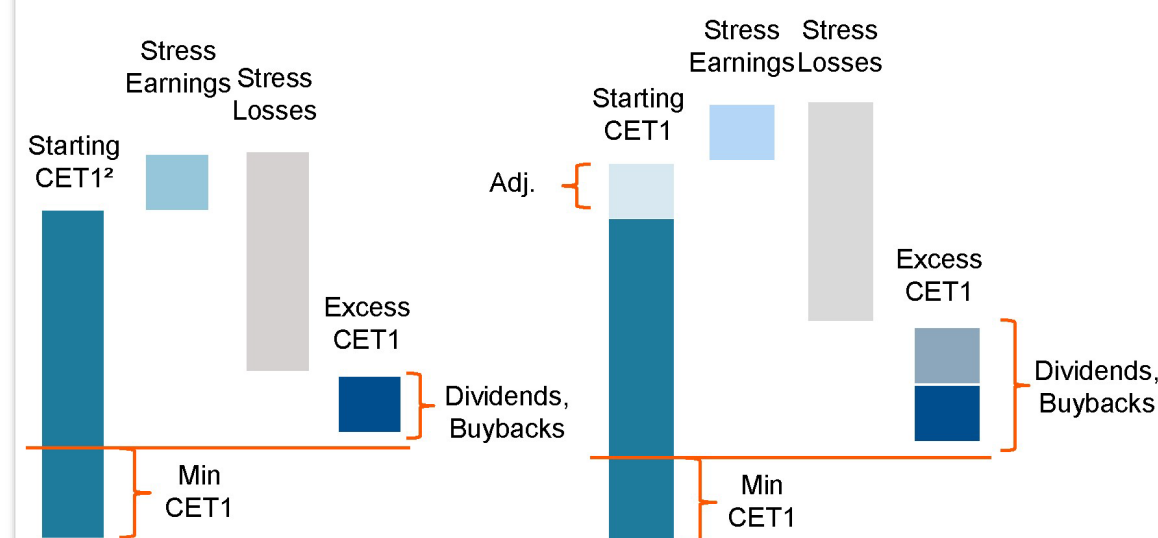 Stress
Earnings
Stress
Losses
Starting
CET1²
Excess
CET1
Dividends,
Buybacks
Min
CET1
Stress
Earnings
Stress
Losses
Starting
CET1
Adj.
Excess
CET1
Dividends,
Buybacks
Min
CET1